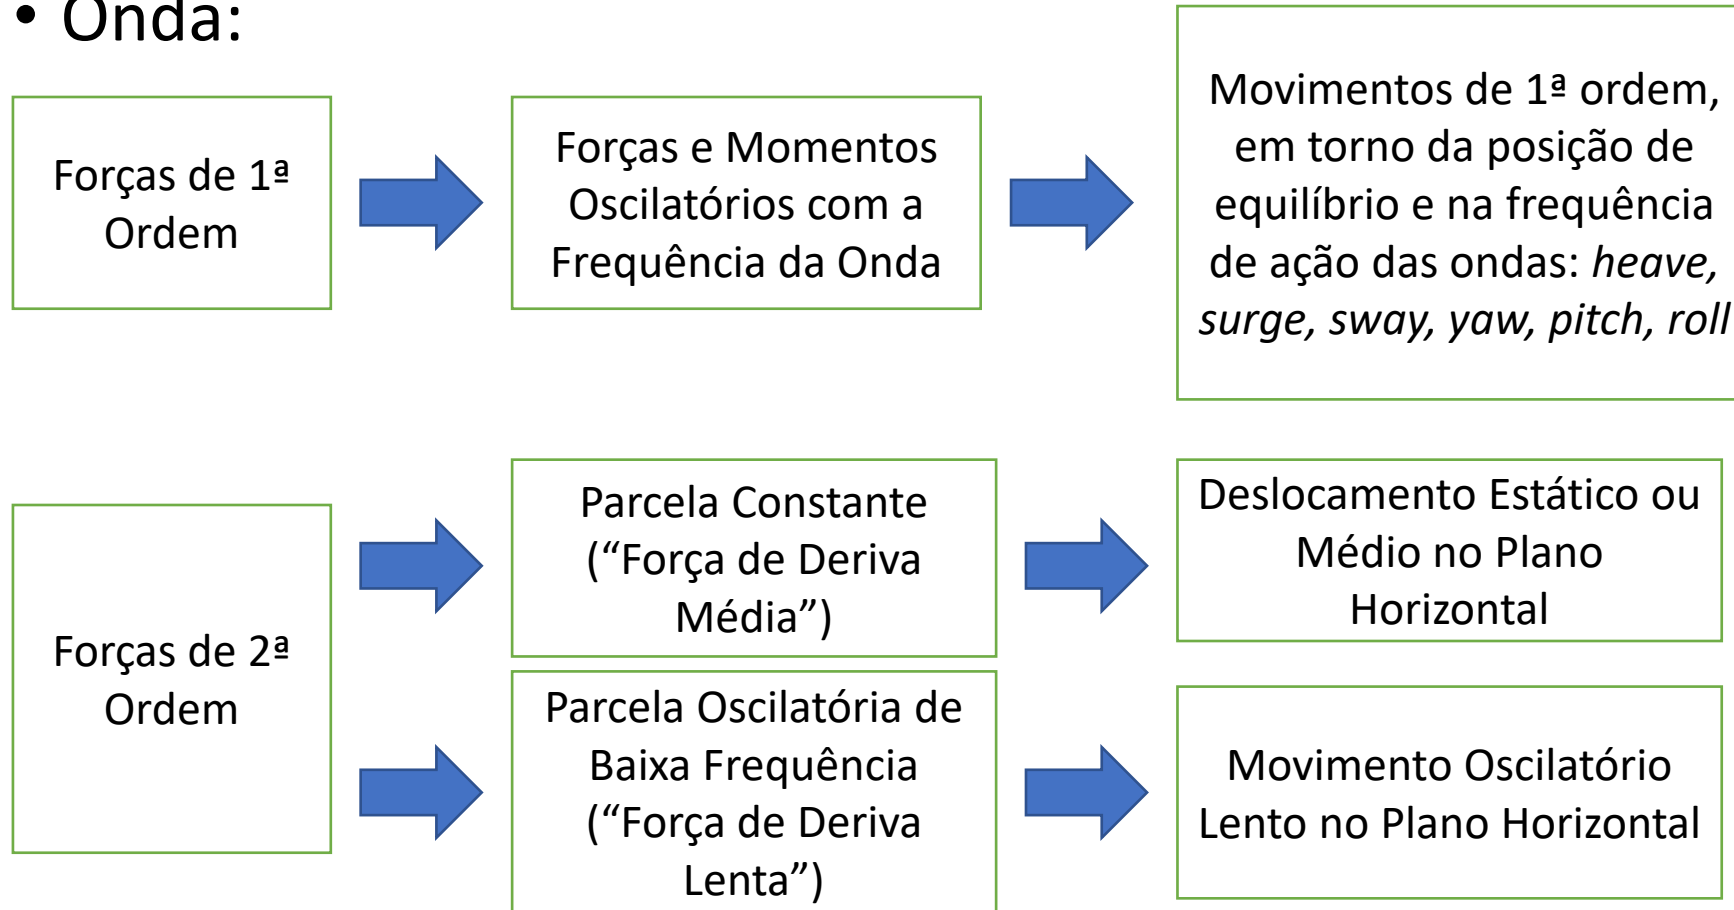 • Onda:
Forças de 1ª
Ordem
Forças e Momentos
Oscilatórios com a
Frequência da Onda
Movimentos de 1ª ordem,
em torno da posição de
equilíbrio e na frequência
de ação das ondas: heave,
surge, sway, yaw, pitch, roll
Forças de 2ª
Ordem
Parcela Constante
(“Força de Deriva
Média”)
Deslocamento Estático ou
Médio no Plano
Horizontal
Parcela Oscilatória de
Baixa Frequência
(“Força de Deriva
Lenta”)
Movimento Oscilatório
Lento no Plano Horizontal